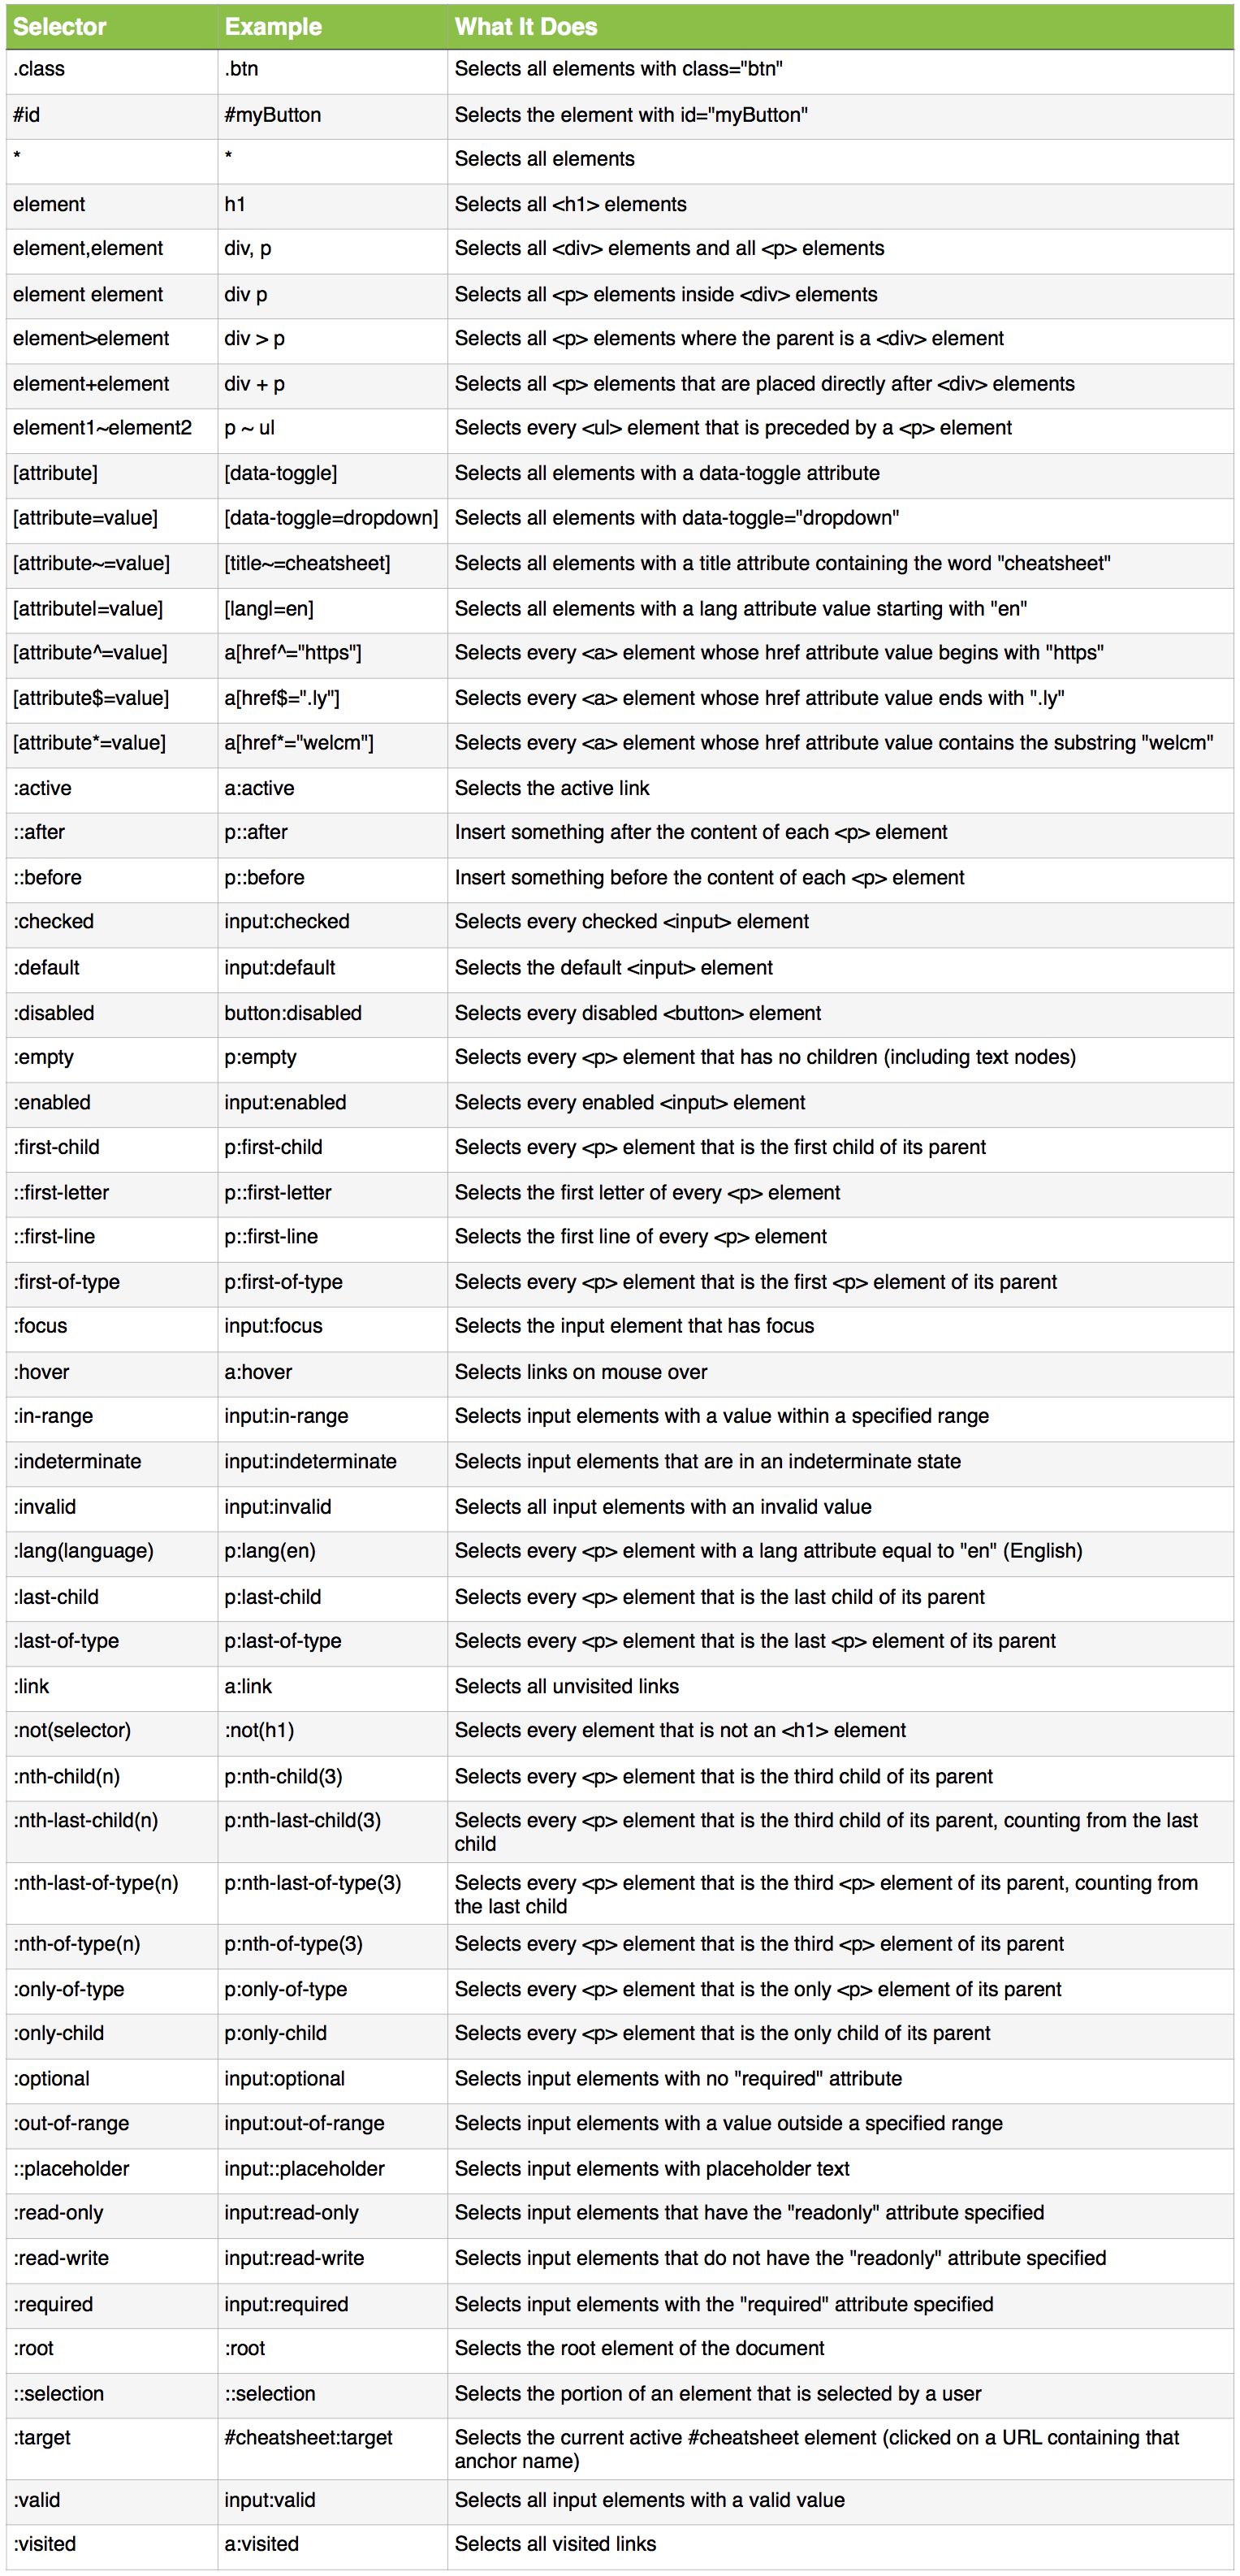 Selector Example What It Does
.class .btn Selects all elements with class="btn"
#id #myButton Selects the element with id="myButton"
* * Selects all elements
element h1 Selects all <h1> elements
element,element div, p Selects all <div> elements and all <p> elements
element element div p Selects all <p> elements inside <div> elements
element>element div > p Selects all <p> elements where the parent is a <div> element
element+element div + p Selects all <p> elements that are placed directly after <div> elements
element1~element2 p ~ ul Selects every <ul> element that is preceded by a <p> element
[attribute] [data-toggle] Selects all elements with a data-toggle attribute
[attribute=value] [data-toggle=dropdown] Selects all elements with data-toggle="dropdown"
[attribute~=value] [title~=cheatsheet] Selects all elements with a title attribute containing the word "cheatsheet"
[attributel=value] [langl=en] Selects all elements with a lang attribute value starting with "en"
[attribute^=value] a[href^="https"] Selects every <a> element whose href attribute value begins with "https"
[attribute$=value] a[href$=".ly"] Selects every <a> element whose href attribute value ends with ".ly"
[attribute*=value] a[href*="welcm"] Selects every <a> element whose href attribute value contains the substring "welcm"
:active a:active Selects the active link
::after p::after Insert something after the content of each <p> element
::before p::before Insert something before the content of each <p> element
:checked input:checked Selects every checked <input> element
:default input:default Selects the default <input> element
:disabled button:disabled Selects every disabled <button> element
:empty p:empty Selects every <p> element that has no children (including text nodes)
:enabled input:enabled Selects every enabled <input> element
:first-child p:first-child Selects every <p> element that is the first child of its parent
::first-letter p::first-letter Selects the first letter of every <p> element
::first-line p::first-line Selects the first line of every <p> element
:first-of-type p:first-of-type Selects every <p> element that is the first <p> element of its parent
:focus input:focus Selects the input element that has focus
:hover a:hover Selects links on mouse over
:in-range input:in-range Selects input elements with a value within a specified range
:indeterminate input:indeterminate Selects input elements that are in an indeterminate state
:invalid input:invalid Selects all input elements with an invalid value
:lang(language) p:lang(en) Selects every <p> element with a lang attribute equal to "en" (English)
:last-child p:last-child Selects every <p> element that is the last child of its parent
:last-of-type p:last-of-type Selects every <p> element that is the last <p> element of its parent
:link a:link Selects all unvisited links
:not(selector) :not(h1) Selects every element that is not an <h1> element
:nth-child(n) p:nth-child(3) Selects every <p> element that is the third child of its parent
:nth-last-child(n) p:nth-last-child(3) Selects every <p> element that is the third child of its parent, counting from the last
child
:nth-last-of-type(n) p:nth-last-of-type(3) Selects every <p> element that is the third <p> element of its parent, counting from
the last child
:nth-of-type(n) p:nth-of-type(3) Selects every <p> element that is the third <p> element of its parent
:only-of-type p:only-of-type Selects every <p> element that is the only <p> element of its parent
:only-child p:only-child Selects every <p> element that is the only child of its parent
:optional input:optional Selects input elements with no "required" attribute
:out-of-range input:out-of-range Selects input elements with a value outside a specified range
::placeholder input::placeholder Selects input elements with placeholder text
:read-only input:read-only Selects input elements that have the "readonly" attribute specified
:read-write input:read-write Selects input elements that do not have the "readonly" attribute specified
:required input:required Selects input elements with the "required" attribute specified
:root :root Selects the root element of the document
::selection ::selection Selects the portion of an element that is selected by a user
:target #cheatsheet:target Selects the current active #cheatsheet element (clicked on a URL containing that
anchor name)
:valid input:valid Selects all input elements with a valid value
:visited a:visited Selects all visited links